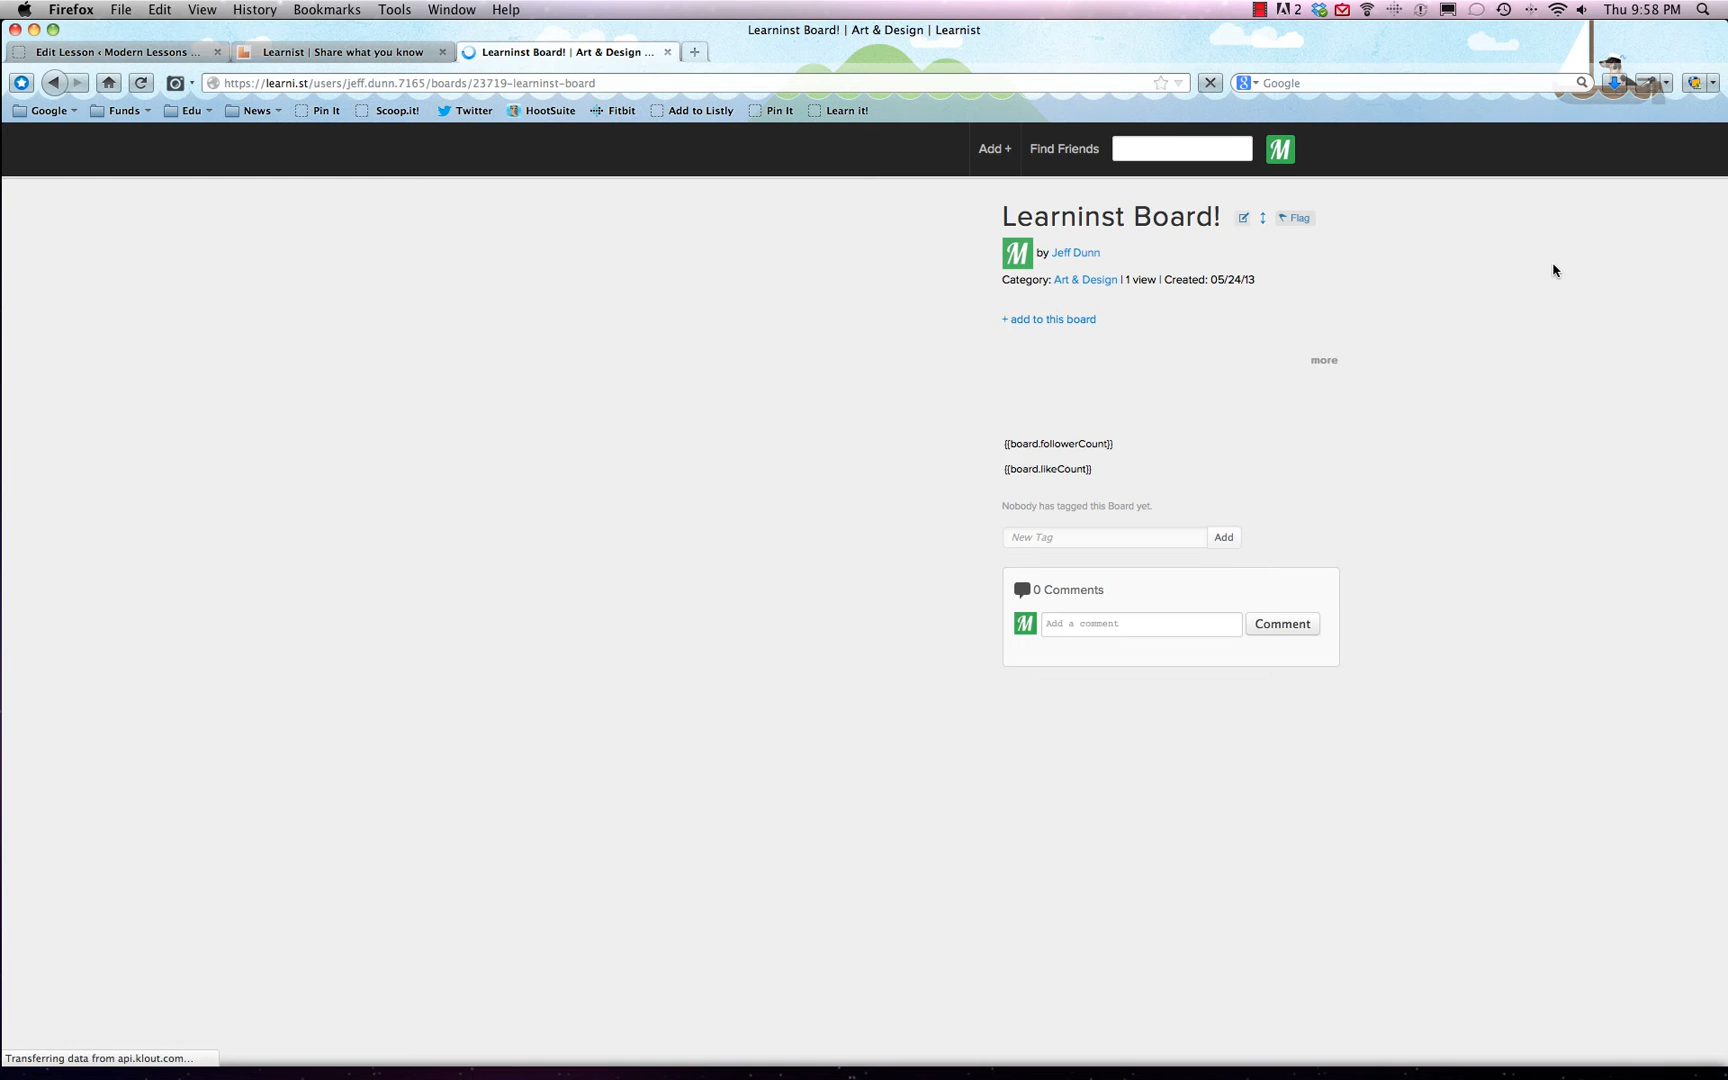 Firefox File Edit View History Bookmarks Tools Window Help 2 Thu 9:58 PM
Learninst Board! | Art & Design | Learnist
Edit Lesson ‹ Modern Lessons ... Learnist | Share what you know Learninst Board! | Art & Design ...
https://learni.st/users/jeff.dunn.7165/boards/23719-learninst-board Google
Google Funds Edu News Pin It Scoop.it! Twitter HootSuite Fitbit Add to Listly Pin It Learn it!
Add + Find Friends M
Learninst Board! Flag
M by Jeff Dunn
Category: Art & Design | 1 view | Created: 05/24/13
+ add to this board
more
{{board.followerCount}}
{{board.likeCount}}
Nobody has tagged this Board yet.
New Tag Add
0 Comments
M Add a comment Comment
Transferring data from api.klout.com...